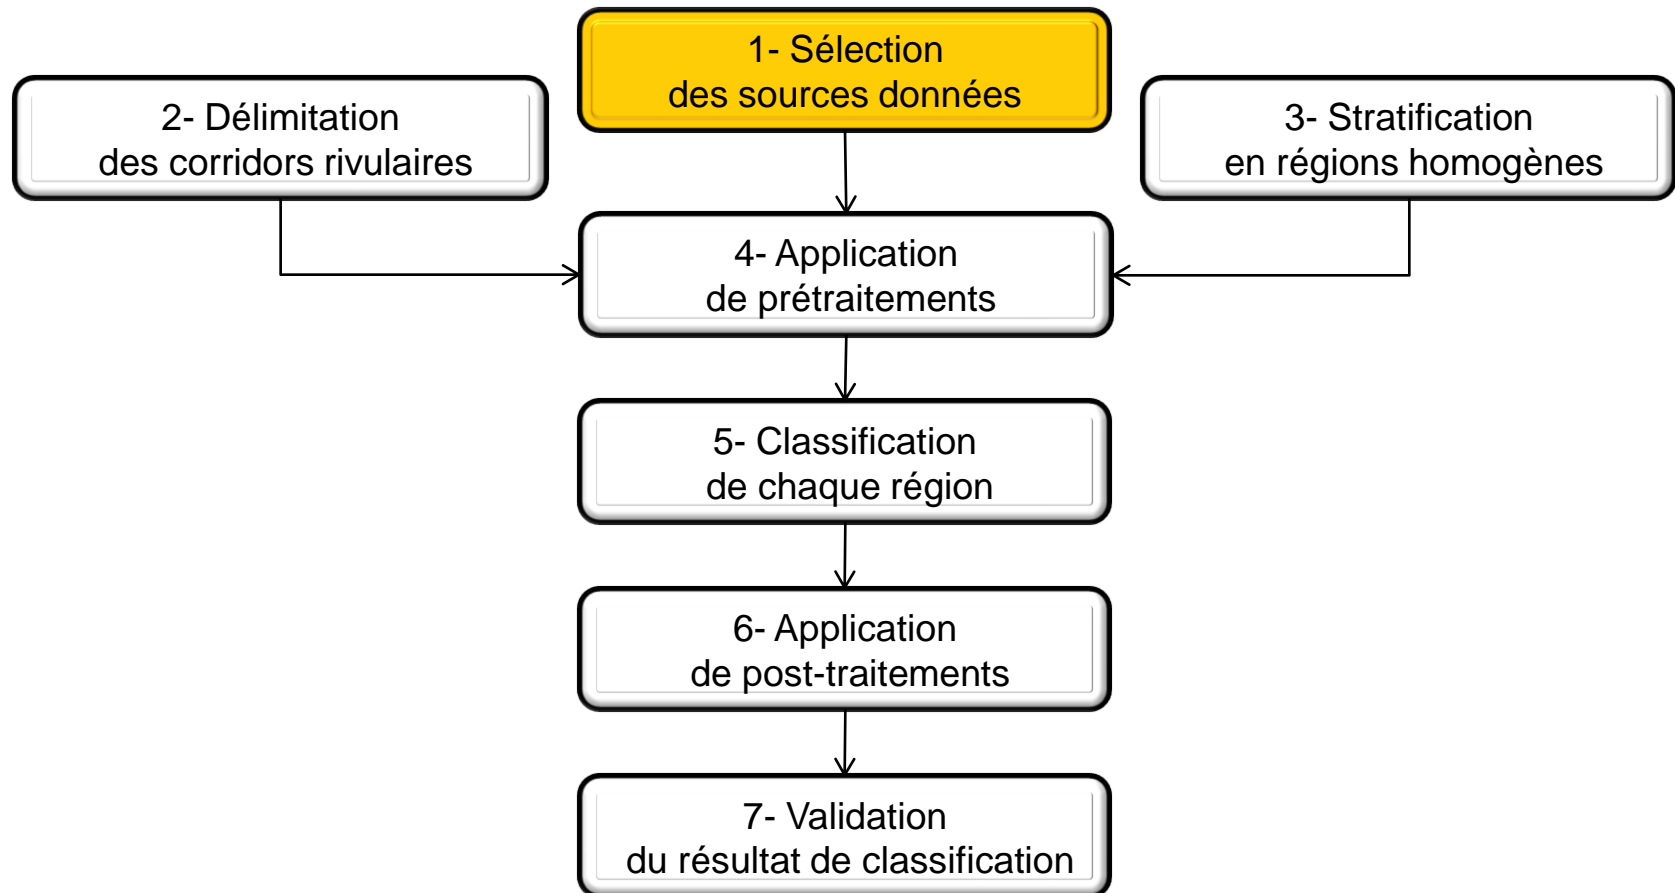 1- Sélection
des sources données
2- Délimitation
des corridors rivulaires
3- Stratification
en régions homogènes
4- Application
de prétraitements
5- Classification
de chaque région
6- Application
de post-traitements
7- Validation
du résultat de classification